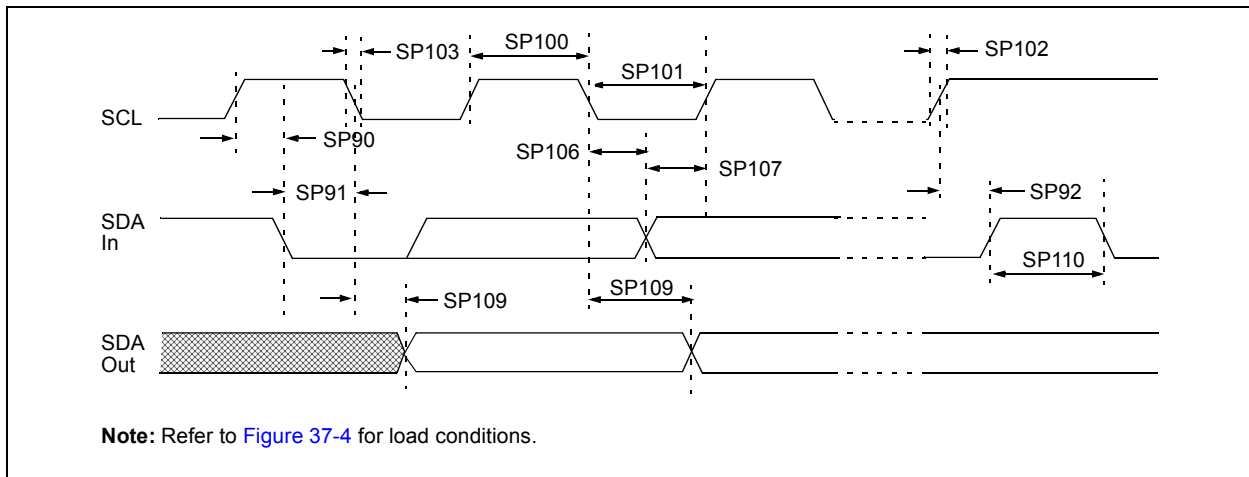 SP103
SP100
SP102
SP101
SCL
SP90
SP106
SP107
SP91
SP92
SDA
In
SP110
SP109
SP109
SDA
Out
Note: Refer to Figure 37-4 for load conditions.